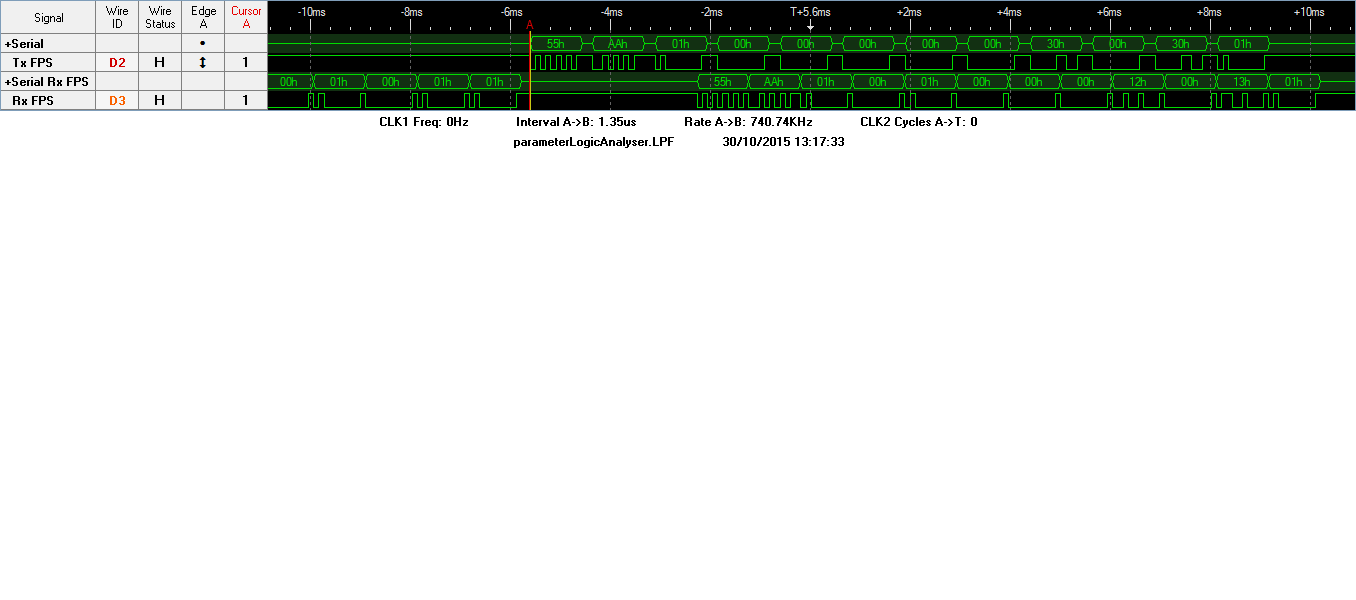 Signal Wire ID Wire Status Edge A Cursor A -10ms -8ms -6ms -4ms -2ms T+5.6ms +2ms +4ms +6ms +8ms +10ms
A
+Serial • 55h AAh 01h 00h 00h 00h 00h 00h 30h 00h 30h 01h
Tx FPS D2 H ↕ 1
+Serial Rx FPS 00h 01h 00h 01h 01h 55h AAh 01h 00h 01h 00h 00h 00h 12h 00h 13h 01h
Rx FPS D3 H 1
CLK1 Freq: 0Hz Interval A->B: 1.35us Rate A->B: 740.74KHz CLK2 Cycles A->T: 0
parameterLogicAnalyser.LPF 30/10/2015 13:17:33